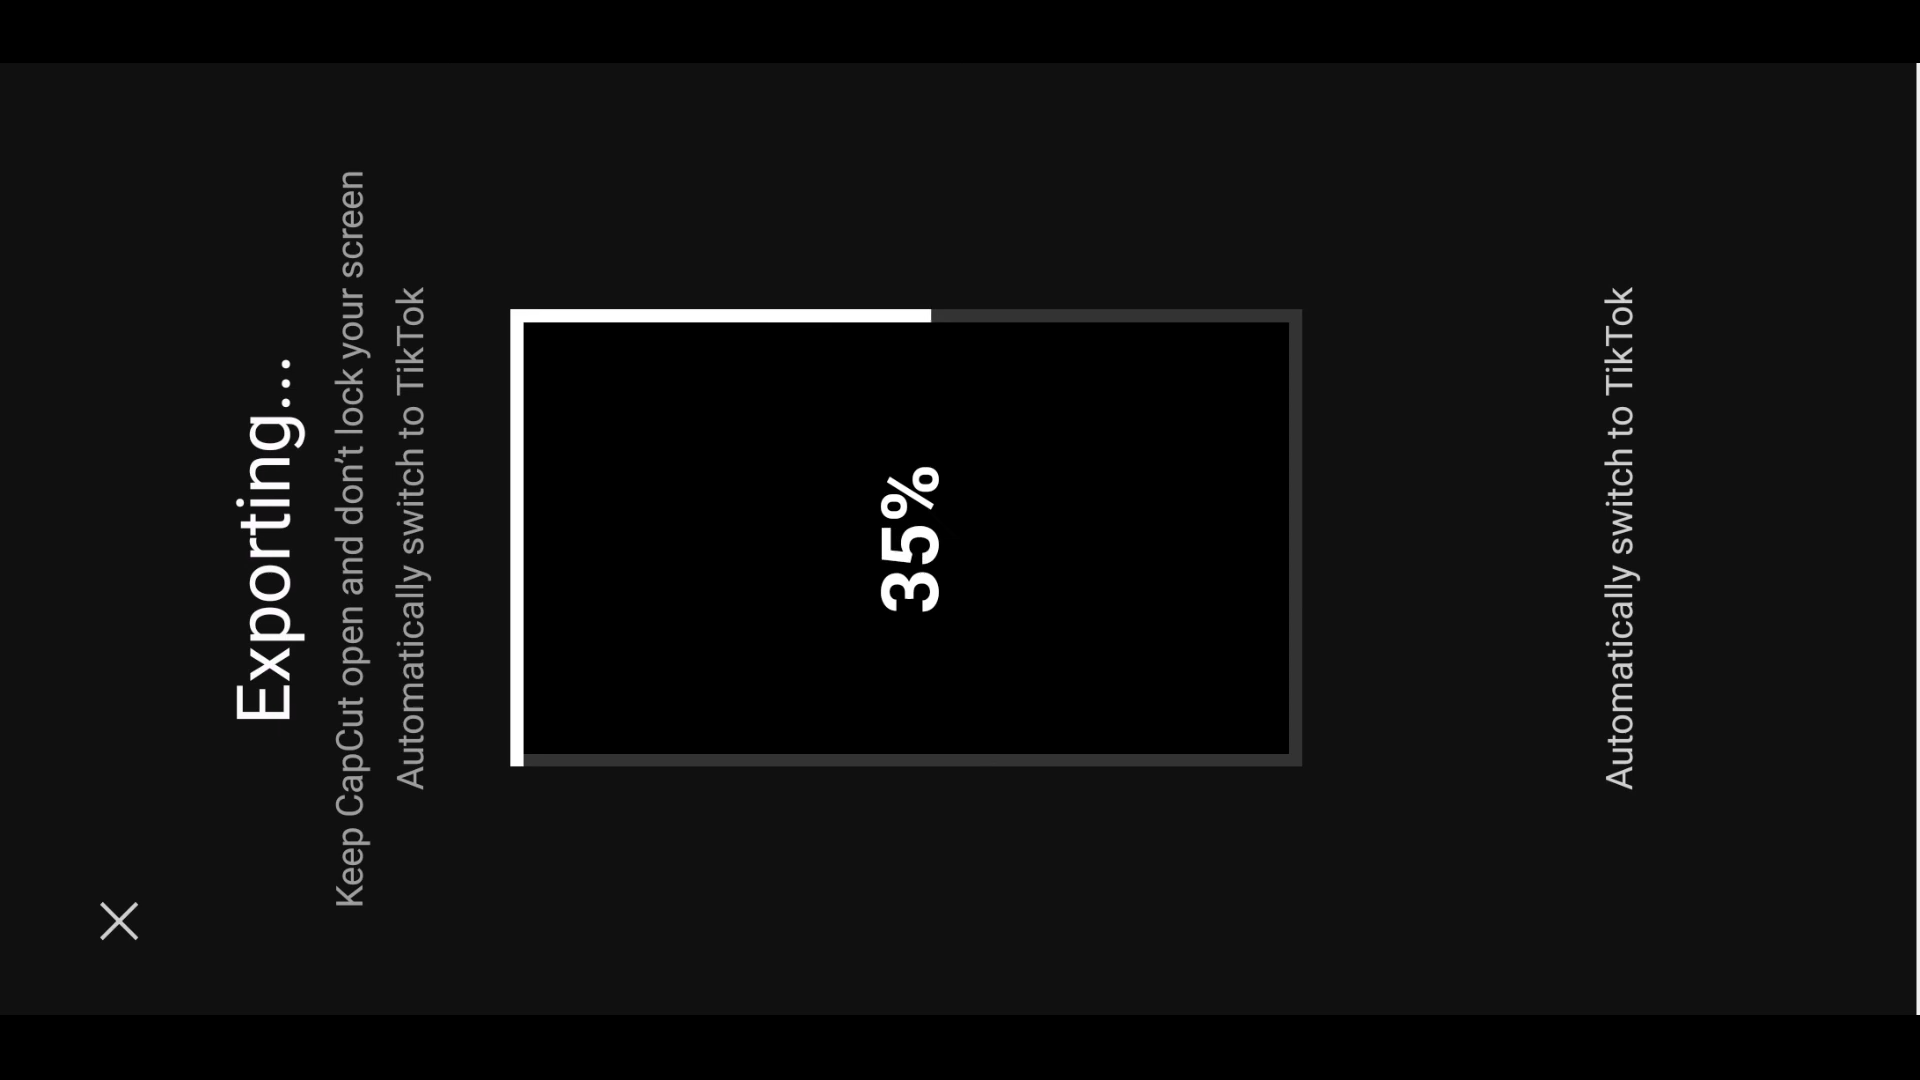 Exporting...
Keep CapCut open and don't lock your screen
Automatically switch to TikTok
35%
Automatically switch to TikTok